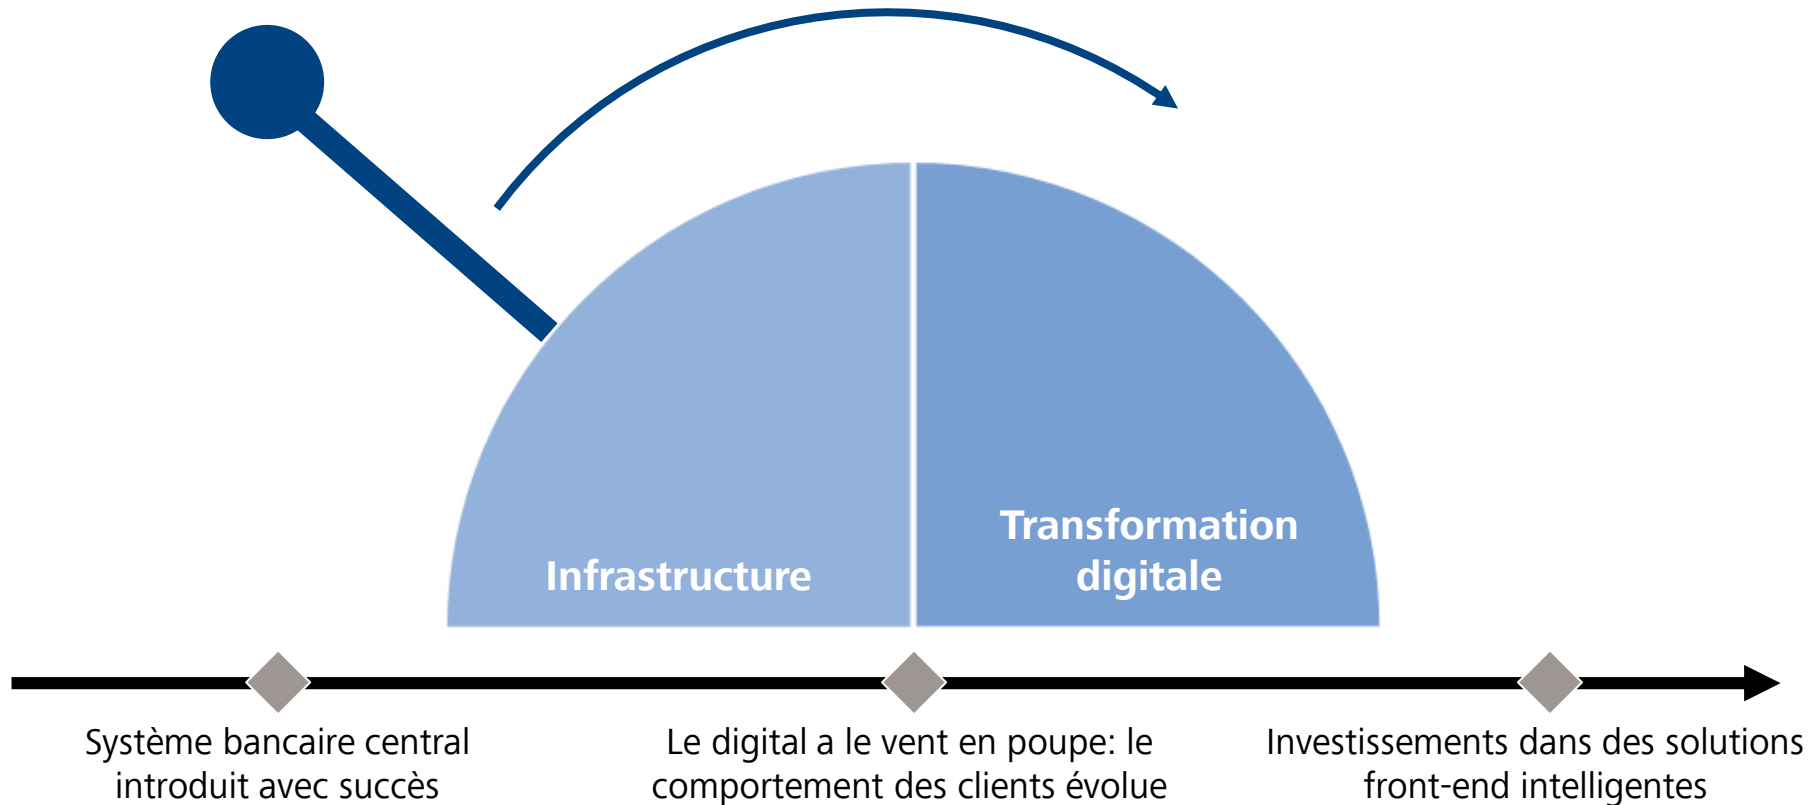 Infrastructure
Transformation
digitale
Système bancaire central
introduit avec succès
Le digital a le vent en poupe: le
comportement des clients évolue
Investissements dans des solutions
front-end intelligentes